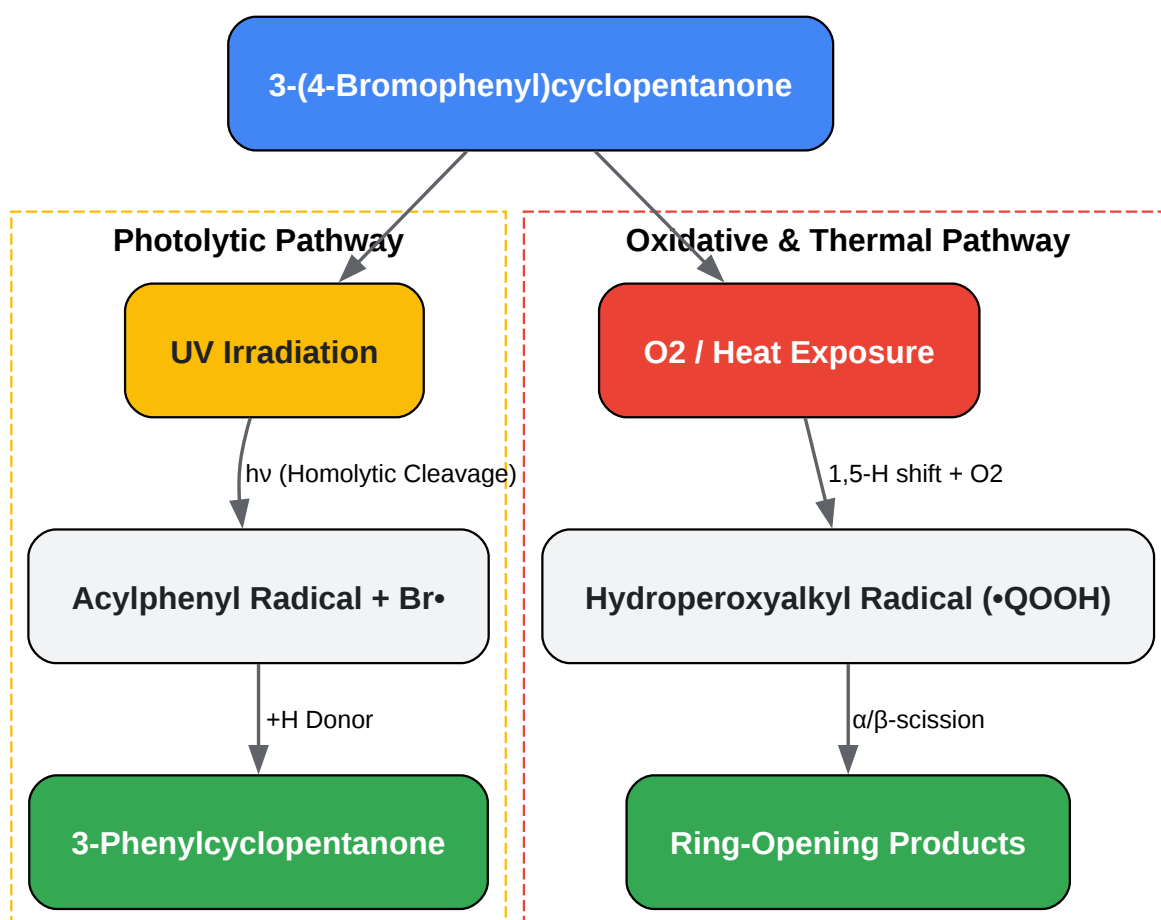 3-(4-Bromophenyl)cyclopentanone
Photolytic Pathway
UV Irradiation
hν (Homolytic Cleavage)
Acylphenyl Radical + Br•
+H Donor
3-Phenylcyclopentanone
Oxidative & Thermal Pathway
O2 / Heat Exposure
1,5-H shift + O2
Hydroperoxyalkyl Radical (•QOOH)
α/β-scission
Ring-Opening Products